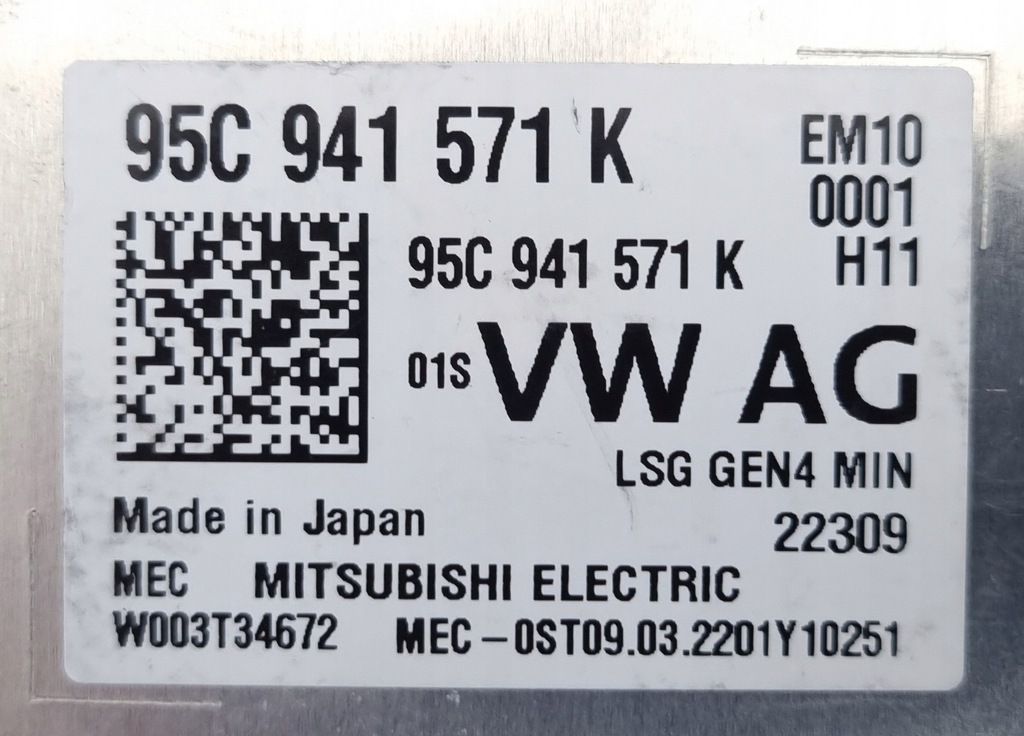 95C 941 571 K
EM10
0001
95C 941 571 K
H11
01S VW AG
LSG GEN4 MIN
Made in Japan
22309
MEC MITSUBISHI ELECTRIC
W003T34672 MEC-0ST09.03.2201Y10251